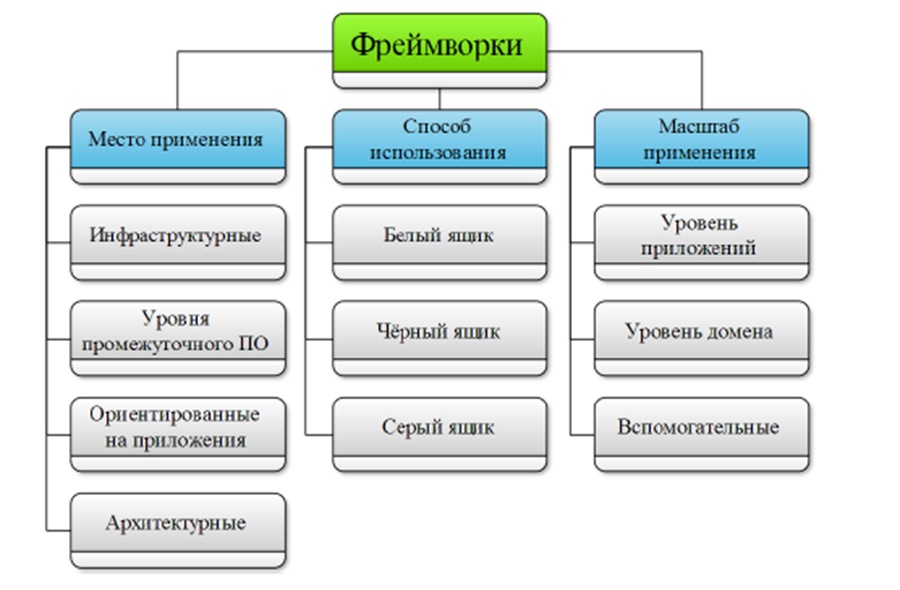 Фреймворки
Место применения
Инфраструктурные
Уровня
промежуточного ПО
Ориентированные
на приложения
Архитектурные
Способ
использования
Белый ящик
Чёрный ящик
Серый ящик
Масштаб
применения
Уровень
приложений
Уровень домена
Вспомогательные